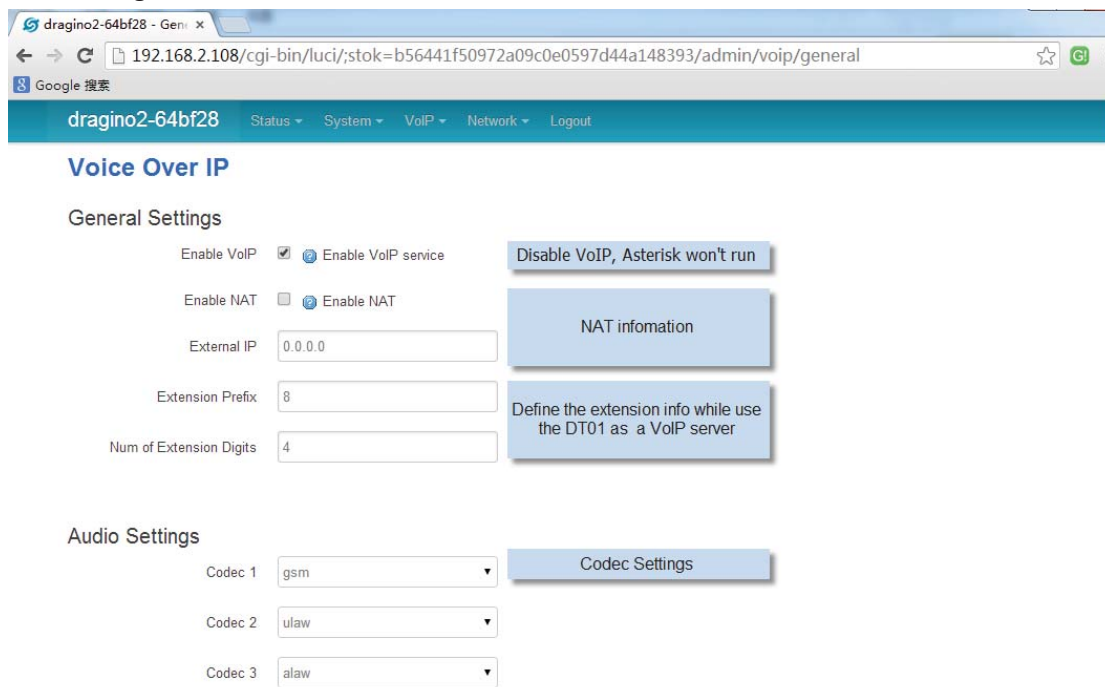 dragino2-64bf28 - Gen
192.168.2.108/cgi-bin/luci/;stok=b56441f50972a09c0e0597d44a148393/admin/voip/general
Google 搜索
dragino2-64bf28 Status System VoIP Network Logout
Voice Over IP
General Settings
Enable VoIP Enable VoIP service Disable VoIP, Asterisk won't run
Enable NAT Enable NAT
NAT infomation
External IP 0.0.0.0
Extension Prefix 8
Define the extension info while use
the DT01 as a VoIP server
Num of Extension Digits 4
Audio Settings
Codec Settings
Codec 1 gsm
Codec 2 ulaw
Codec 3 alaw